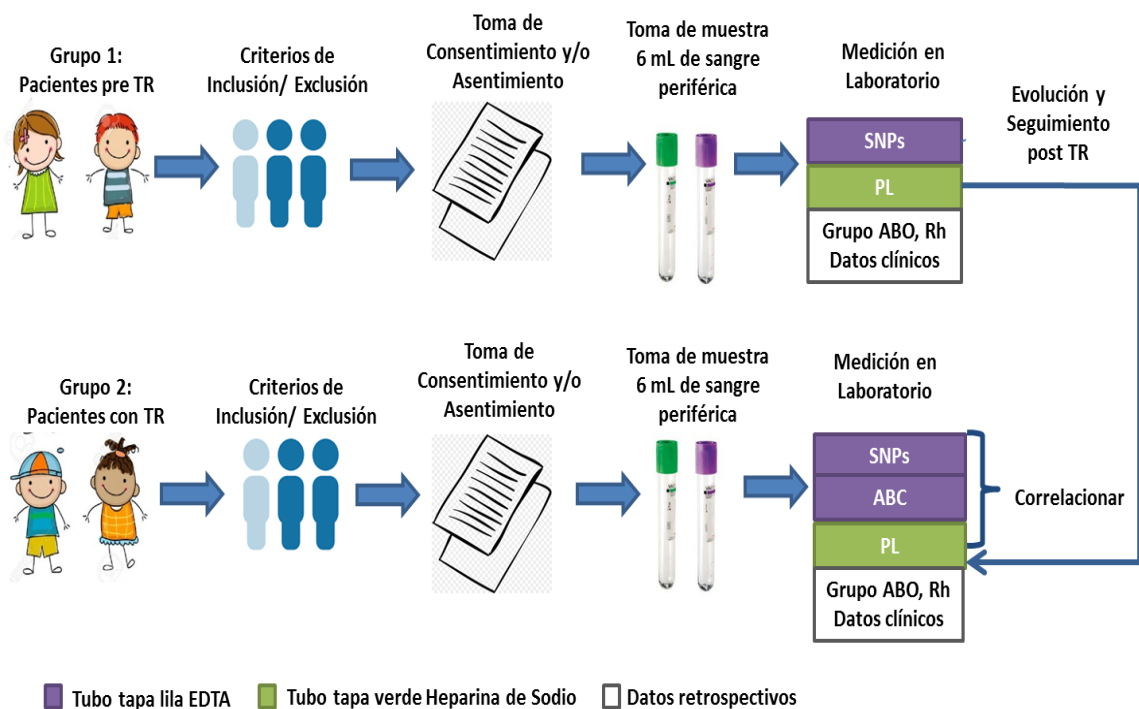 Grupo 1:
Pacientes pre TR
Criterios de
Inclusión/ Exclusión
Toma de
Consentimiento y/o
Asentimiento
Toma de muestra
6 mL de sangre
periférica
Medición en
Laboratorio
SNPs
PL
Grupo ABO, Rh
Datos clínicos
Evolución y
Seguimiento
post TR
Grupo 2:
Pacientes con TR
Criterios de
Inclusión/ Exclusión
Toma de
Consentimiento y/o
Asentimiento
Toma de muestra
6 mL de sangre
periférica
Medición en
Laboratorio
SNPs
ABC
PL
Grupo ABO, Rh
Datos clínicos
Correlacionar
Tubo tapa lila EDTA
Tubo tapa verde Heparina de Sodio
Datos retrospectivos